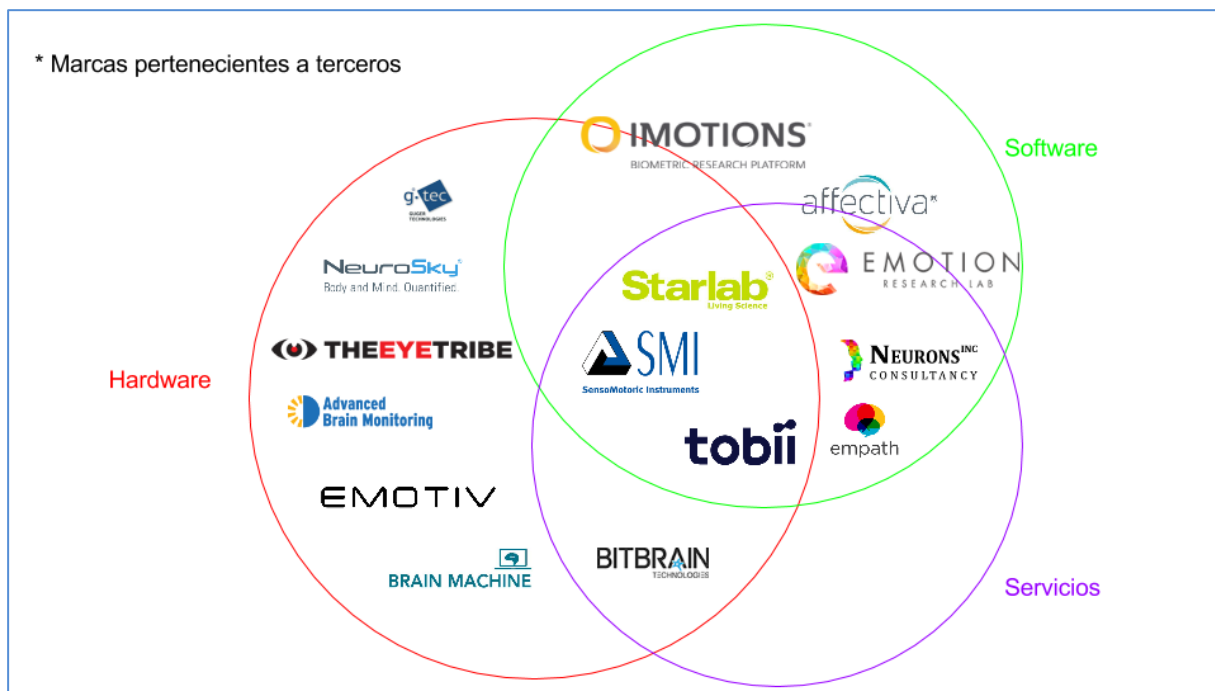 * Marcas pertenecientes a terceros
IMOTIONS
BIOMETRIC RESEARCH PLATFORM
Software
g.tec
GUGER
TECHNOLOGIES
affectiva
NEUROSKY
Body and Mind. Quantified.
EMOTION
RESEARCH LAB
Starlab
Living Science
THEEYETRIBE
SMI
SensoMotoric Instruments
NEURONS INC
CONSULTANCY
Hardware
Advanced
Brain Monitoring
tobii
empath
EMOTIV
BITBRAIN
TECHNOLOGIES
BRAIN MACHINE
Servicios